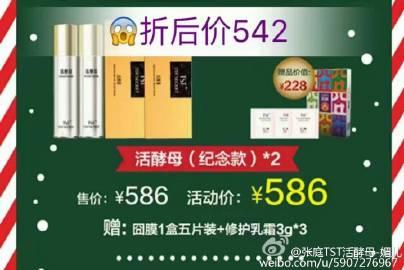 折后价542
赠品价值:
¥228
TST
活酵母(纪念款)*2
售价: ¥586 活动价: ¥586
赠: 囧膜1盒五片装+修护乳霜3g*3
@张庭TST活酵母-媚儿
weibo.com/u/5907276967